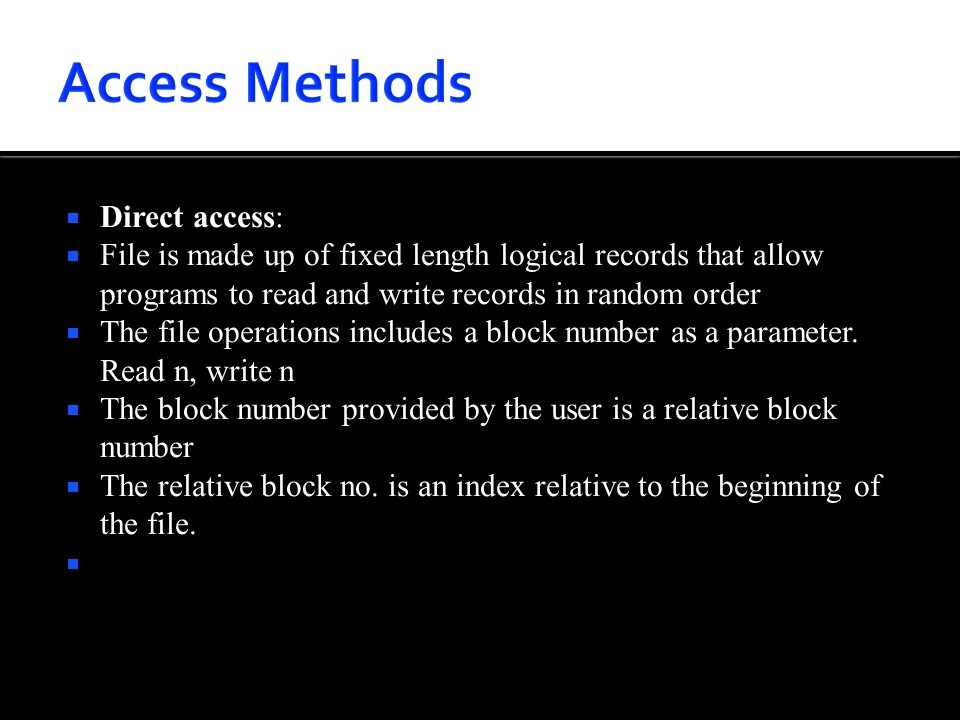 Access Methods
Direct access:
File is made up of fixed length logical records that allow
programs to read and write records in random order
The file operations includes a block number as a parameter.
Read n, write n
The block number provided by the user is a relative block
number
The relative block no. is an index relative to the beginning of
the file.